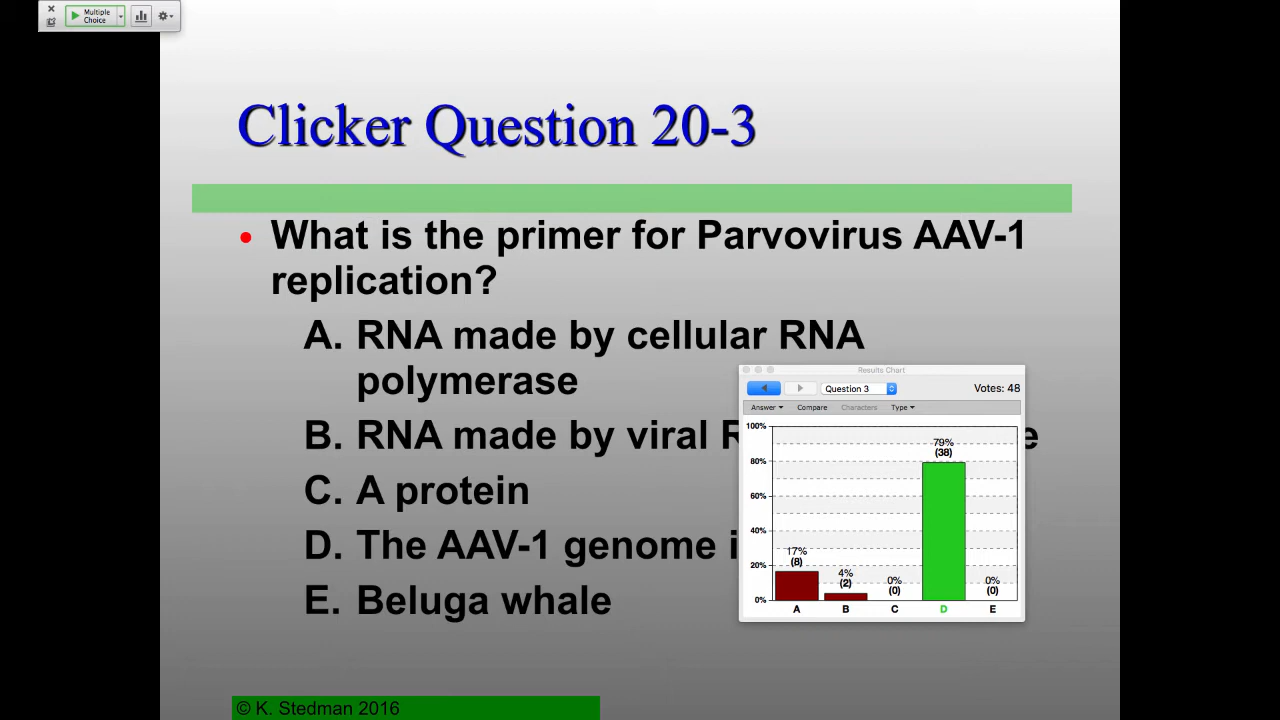 Multiple
Choice
Clicker Question 20-3
• What is the primer for Parvovirus AAV-1
replication?
A. RNA made by cellular RNA
polymerase
B. RNA made by viral
C. A protein
D. The AAV-1 genome
E. Beluga whale
Results Chart
Question 3
Votes: 48
Answer Compare Characters Type
100%
80%
60%
40%
20%
0%
17%
(8)
4%
(2)
0%
(0)
79%
(38)
0%
(0)
A B C D E
© K. Stedman 2016